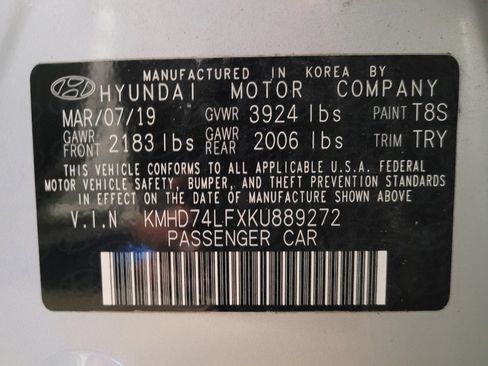 MANUFACTURED IN KOREA BY
HYUNDAI MOTOR COMPANY
MAR/07/19 GVWR 3924 lbs PAINT T8S
GAWR FRONT 2183 lbs GAWR REAR 2006 lbs TRIM TRY
THIS VEHICLE CONFORMS TO ALL APPLICABLE U.S.A. FEDERAL
MOTOR VEHICLE SAFETY, BUMPER, AND THEFT PREVENTION STANDARDS
IN EFFECT ON THE DATE OF MANUFACTURE SHOWN ABOVE
V.I.N KMHD74LFXKU889272
PASSENGER CAR